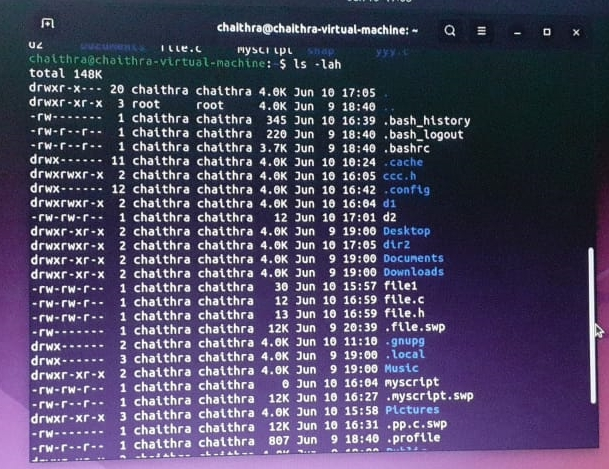 chaithra@chaithra-virtual-machine: ~
d2 Documents file.c myscript snap yyy.c
chaithra@chaithra-virtual-machine:~$ ls -lah
total 148K
drwxr-x--- 20 chaithra chaithra 4.0K Jun 10 17:05 .
drwxr-xr-x 3 root root 4.0K Jun 9 18:40 ..
-rw------- 1 chaithra chaithra 345 Jun 10 16:39 .bash_history
-rw-r--r-- 1 chaithra chaithra 220 Jun 9 18:40 .bash_logout
-rw-r--r-- 1 chaithra chaithra 3.7K Jun 9 18:40 .bashrc
drwx------ 11 chaithra chaithra 4.0K Jun 10 10:24 .cache
drwxrwxr-x 2 chaithra chaithra 4.0K Jun 10 16:05 ccc.h
drwx------ 12 chaithra chaithra 4.0K Jun 10 16:42 .config
drwxrwxr-x 2 chaithra chaithra 4.0K Jun 10 16:04 d1
-rw-rw-r-- 1 chaithra chaithra 12 Jun 10 17:01 d2
drwxr-xr-x 2 chaithra chaithra 4.0K Jun 9 19:00 Desktop
drwxrwxr-x 2 chaithra chaithra 4.0K Jun 10 17:05 dir2
drwxr-xr-x 2 chaithra chaithra 4.0K Jun 9 19:00 Documents
drwxr-xr-x 2 chaithra chaithra 4.0K Jun 9 19:00 Downloads
-rw-rw-r-- 1 chaithra chaithra 30 Jun 10 15:57 file1
-rw-rw-r-- 1 chaithra chaithra 12 Jun 10 16:59 file.c
-rw-rw-r-- 1 chaithra chaithra 13 Jun 10 16:59 file.h
-rw------- 1 chaithra chaithra 12K Jun 9 20:39 .file.swp
drwx------ 2 chaithra chaithra 4.0K Jun 10 11:10 .gnupg
drwx------ 3 chaithra chaithra 4.0K Jun 9 19:00 .local
drwxr-xr-x 2 chaithra chaithra 4.0K Jun 9 19:00 Music
-rw-rw-r-- 1 chaithra chaithra 0 Jun 10 16:04 myscript
-rw-r--r-- 1 chaithra chaithra 12K Jun 10 16:27 .myscript.swp
drwxr-xr-x 3 chaithra chaithra 4.0K Jun 10 15:58 Pictures
-rw------- 1 chaithra chaithra 12K Jun 10 16:31 .pp.c.swp
-rw-r--r-- 1 chaithra chaithra 807 Jun 9 18:40 .profile